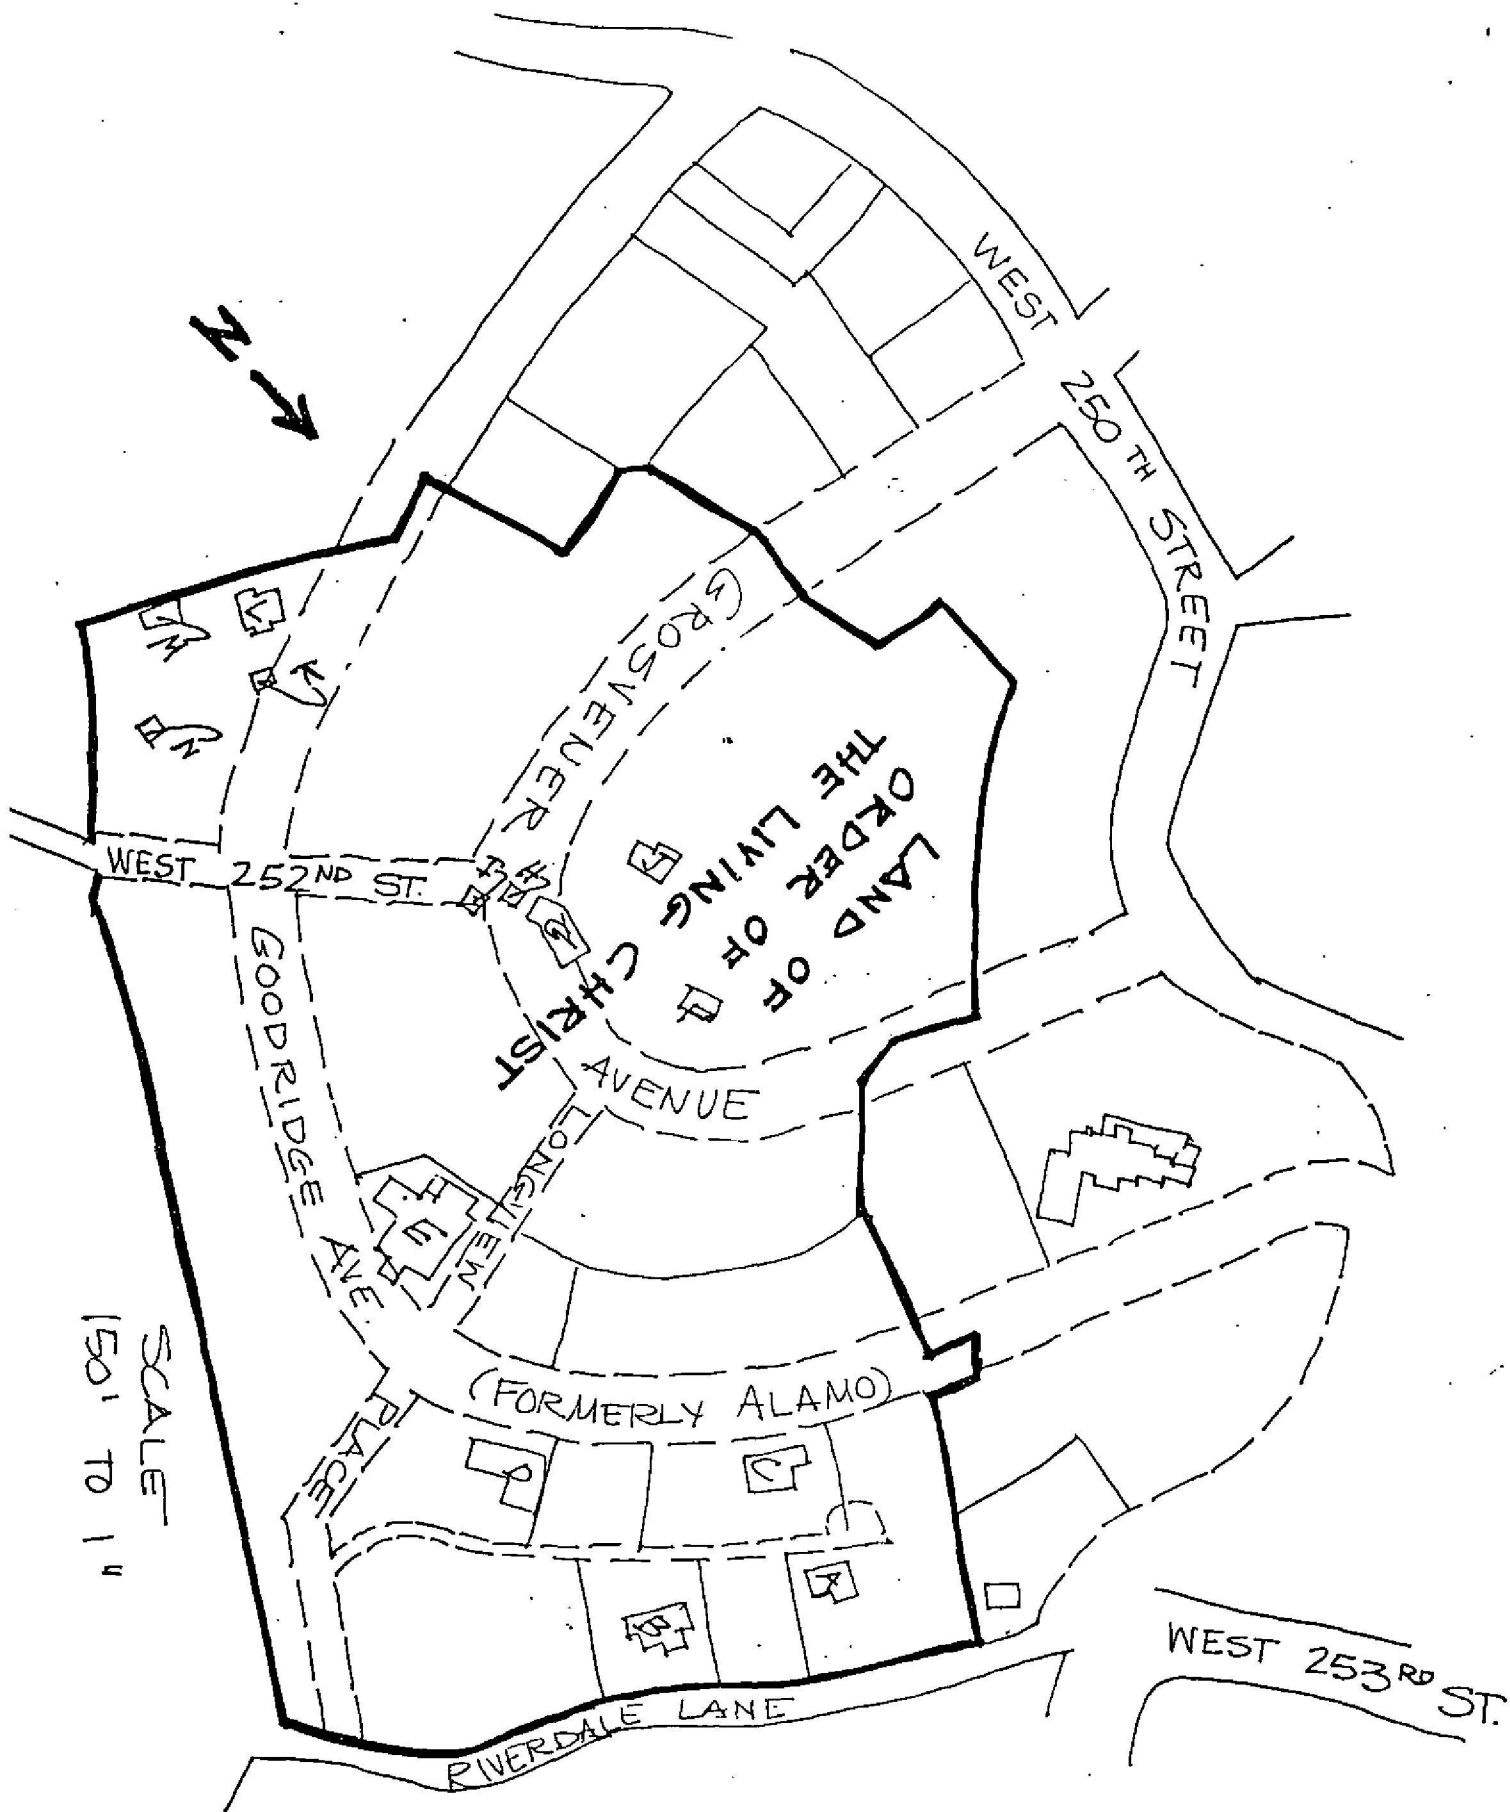 WEST 250TH STREET
N
GROSVENER AVENUE
LAND OF
ORDER OF
THE LIVING CHRIST
L
M
K
N
J
I
H
G
WEST 252ND ST.
GOODRIDGE AVE
LONGVIEW PLACE
F
E
(FORMERLY ALAMO)
D
C
A
B
SCALE
150' TO 1"
RIVERDALE LANE
WEST 253RD ST.